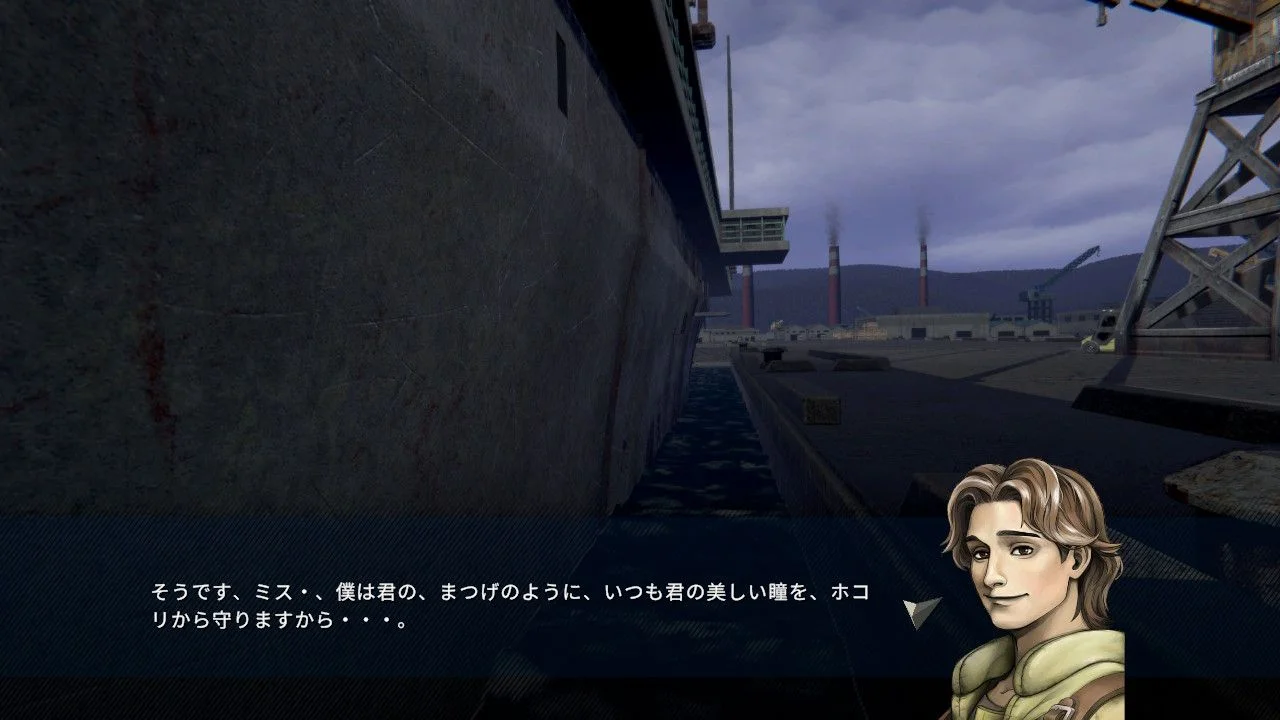 そうです、ミス・、僕は君の、まつげのように、いつも君の美しい瞳を、ホコ
リから守りますから・・・。